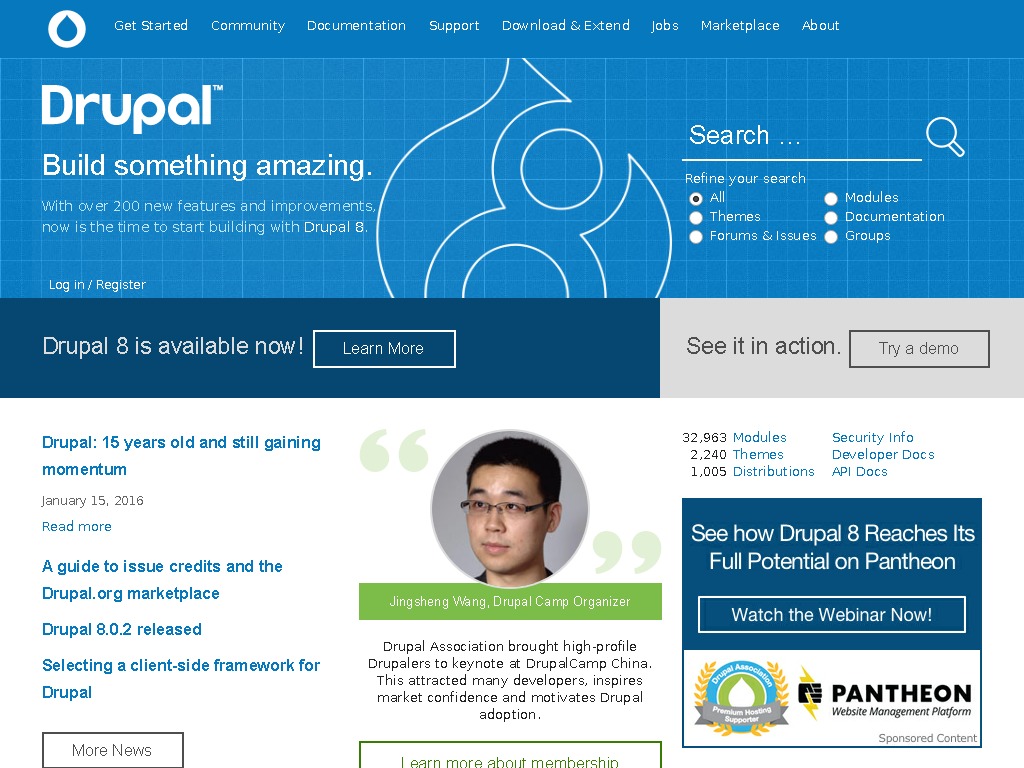 Get Started Community Documentation Support Download & Extend Jobs Marketplace About
Drupal™
Build something amazing.
With over 200 new features and improvements,
now is the time to start building with Drupal 8.
Log in / Register
Search ...
Refine your search
All Modules
Themes Documentation
Forums & Issues Groups
Drupal 8 is available now! Learn More
See it in action. Try a demo
Drupal: 15 years old and still gaining
momentum
January 15, 2016
Read more
A guide to issue credits and the
Drupal.org marketplace
Drupal 8.0.2 released
Selecting a client-side framework for
Drupal
More News
“
”
Jingsheng Wang, Drupal Camp Organizer
Drupal Association brought high-profile
Drupalers to keynote at DrupalCamp China.
This attracted many developers, inspires
market confidence and motivates Drupal
adoption.
Learn more about membership
32,963 Modules Security Info
2,240 Themes Developer Docs
1,005 Distributions API Docs
See how Drupal 8 Reaches Its
Full Potential on Pantheon
Watch the Webinar Now!
Drupal Association
Premium Hosting
Supporter
PANTHEON
Website Management Platform
Sponsored Content